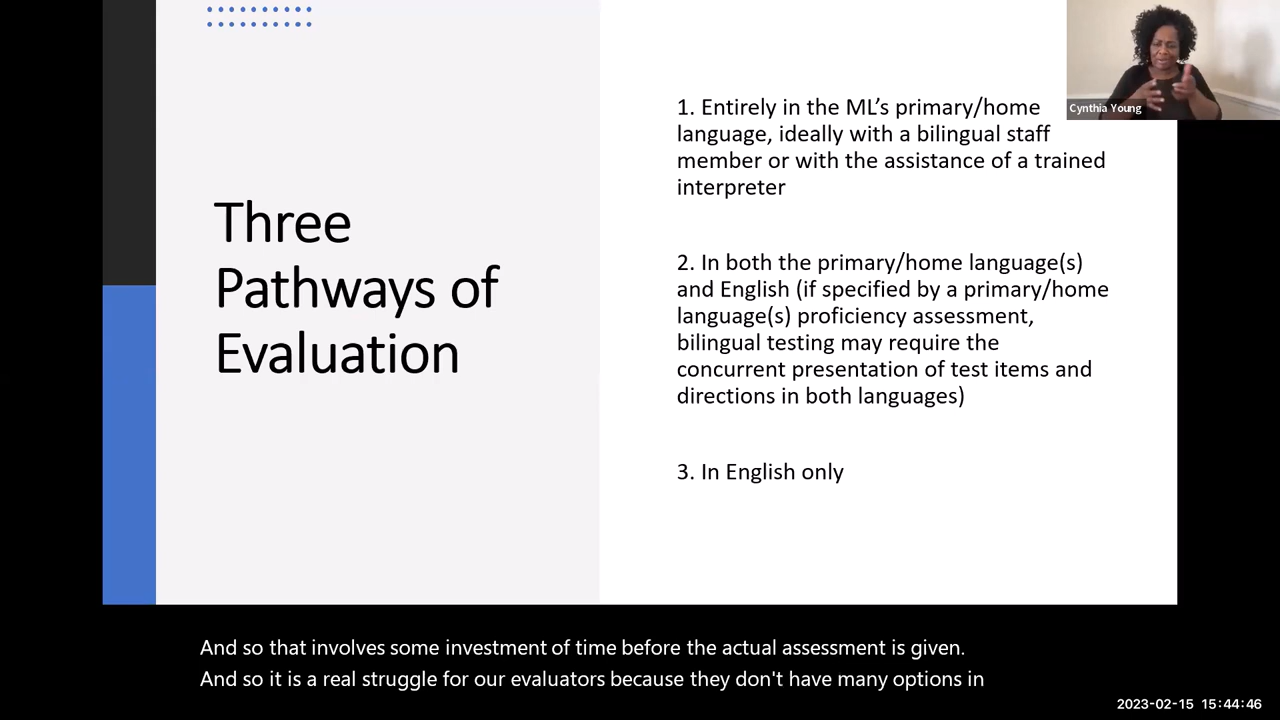 Three
Pathways of
Evaluation
1. Entirely in the ML’s primary/home
language, ideally with a bilingual staff
member or with the assistance of a trained
interpreter
2. In both the primary/home language(s)
and English (if specified by a primary/home
language(s) proficiency assessment,
bilingual testing may require the
concurrent presentation of test items and
directions in both languages)
3. In English only
Cynthia Young
And so that involves some investment of time before the actual assessment is given.
And so it is a real struggle for our evaluators because they don't have many options in
2023-02-15 15:44:46